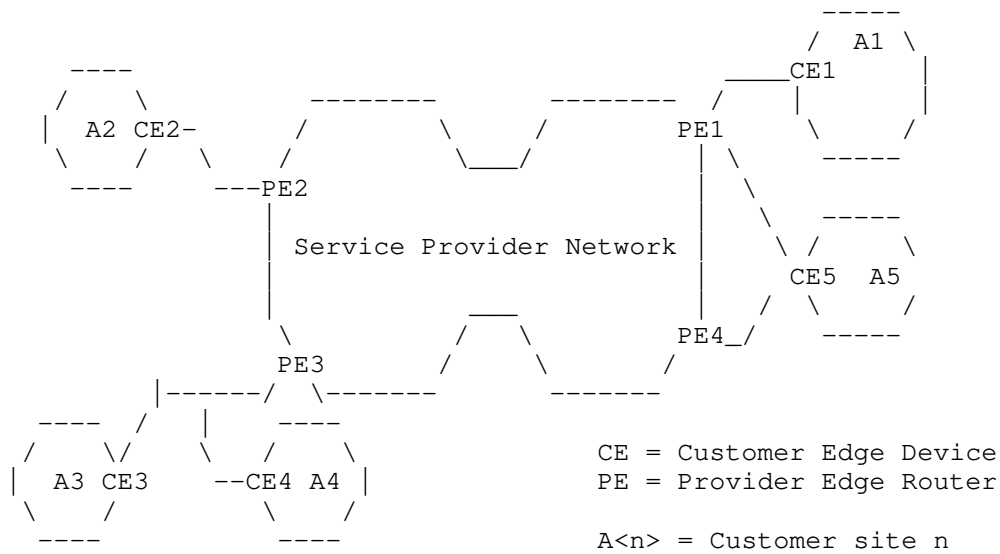 A1
CE1
A2 CE2
PE1
PE2
Service Provider Network
CE5 A5
PE4
PE3
A3 CE3 CE4 A4
CE = Customer Edge Device
PE = Provider Edge Router
A<n> = Customer site n